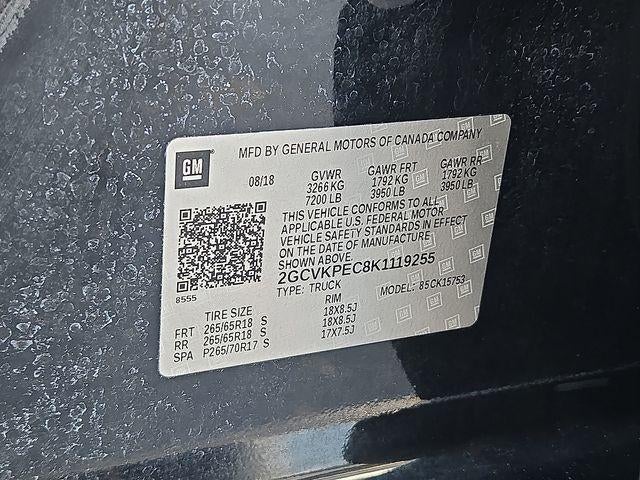 MFD BY GENERAL MOTORS OF CANADA COMPANY
GM
08/18 GVWR GAWR FRT GAWR RR
3266 KG 1792 KG 1792 KG
7200 LB 3950 LB 3950 LB
THIS VEHICLE CONFORMS TO ALL
APPLICABLE U.S. FEDERAL MOTOR
VEHICLE SAFETY STANDARDS IN EFFECT
ON THE DATE OF MANUFACTURE
SHOWN ABOVE.
2GCVKPEC8K1119255
8555
TYPE: TRUCK MODEL: 85CK15753
TIRE SIZE RIM
FRT 265/65R18 S 18X8.5J
RR 265/65R18 S 18X8.5J
SPA P265/70R17 S 17X7.5J